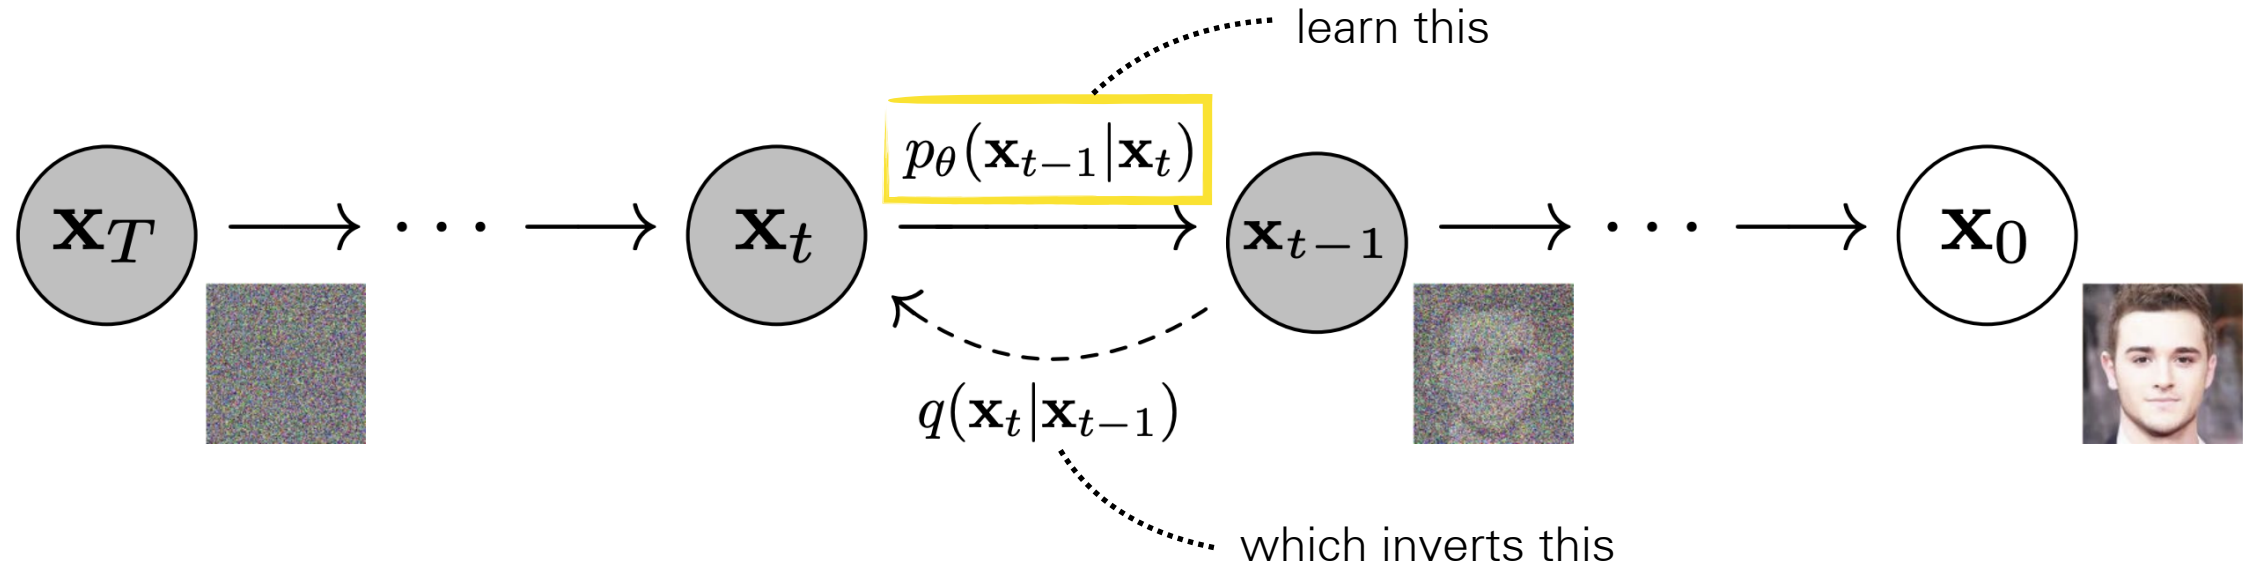 learn this
p_θ(x_{t−1}|x_t)
x_T → · · · → x_t → x_{t−1} → · · · → x_0
q(x_t|x_{t−1})
which inverts this